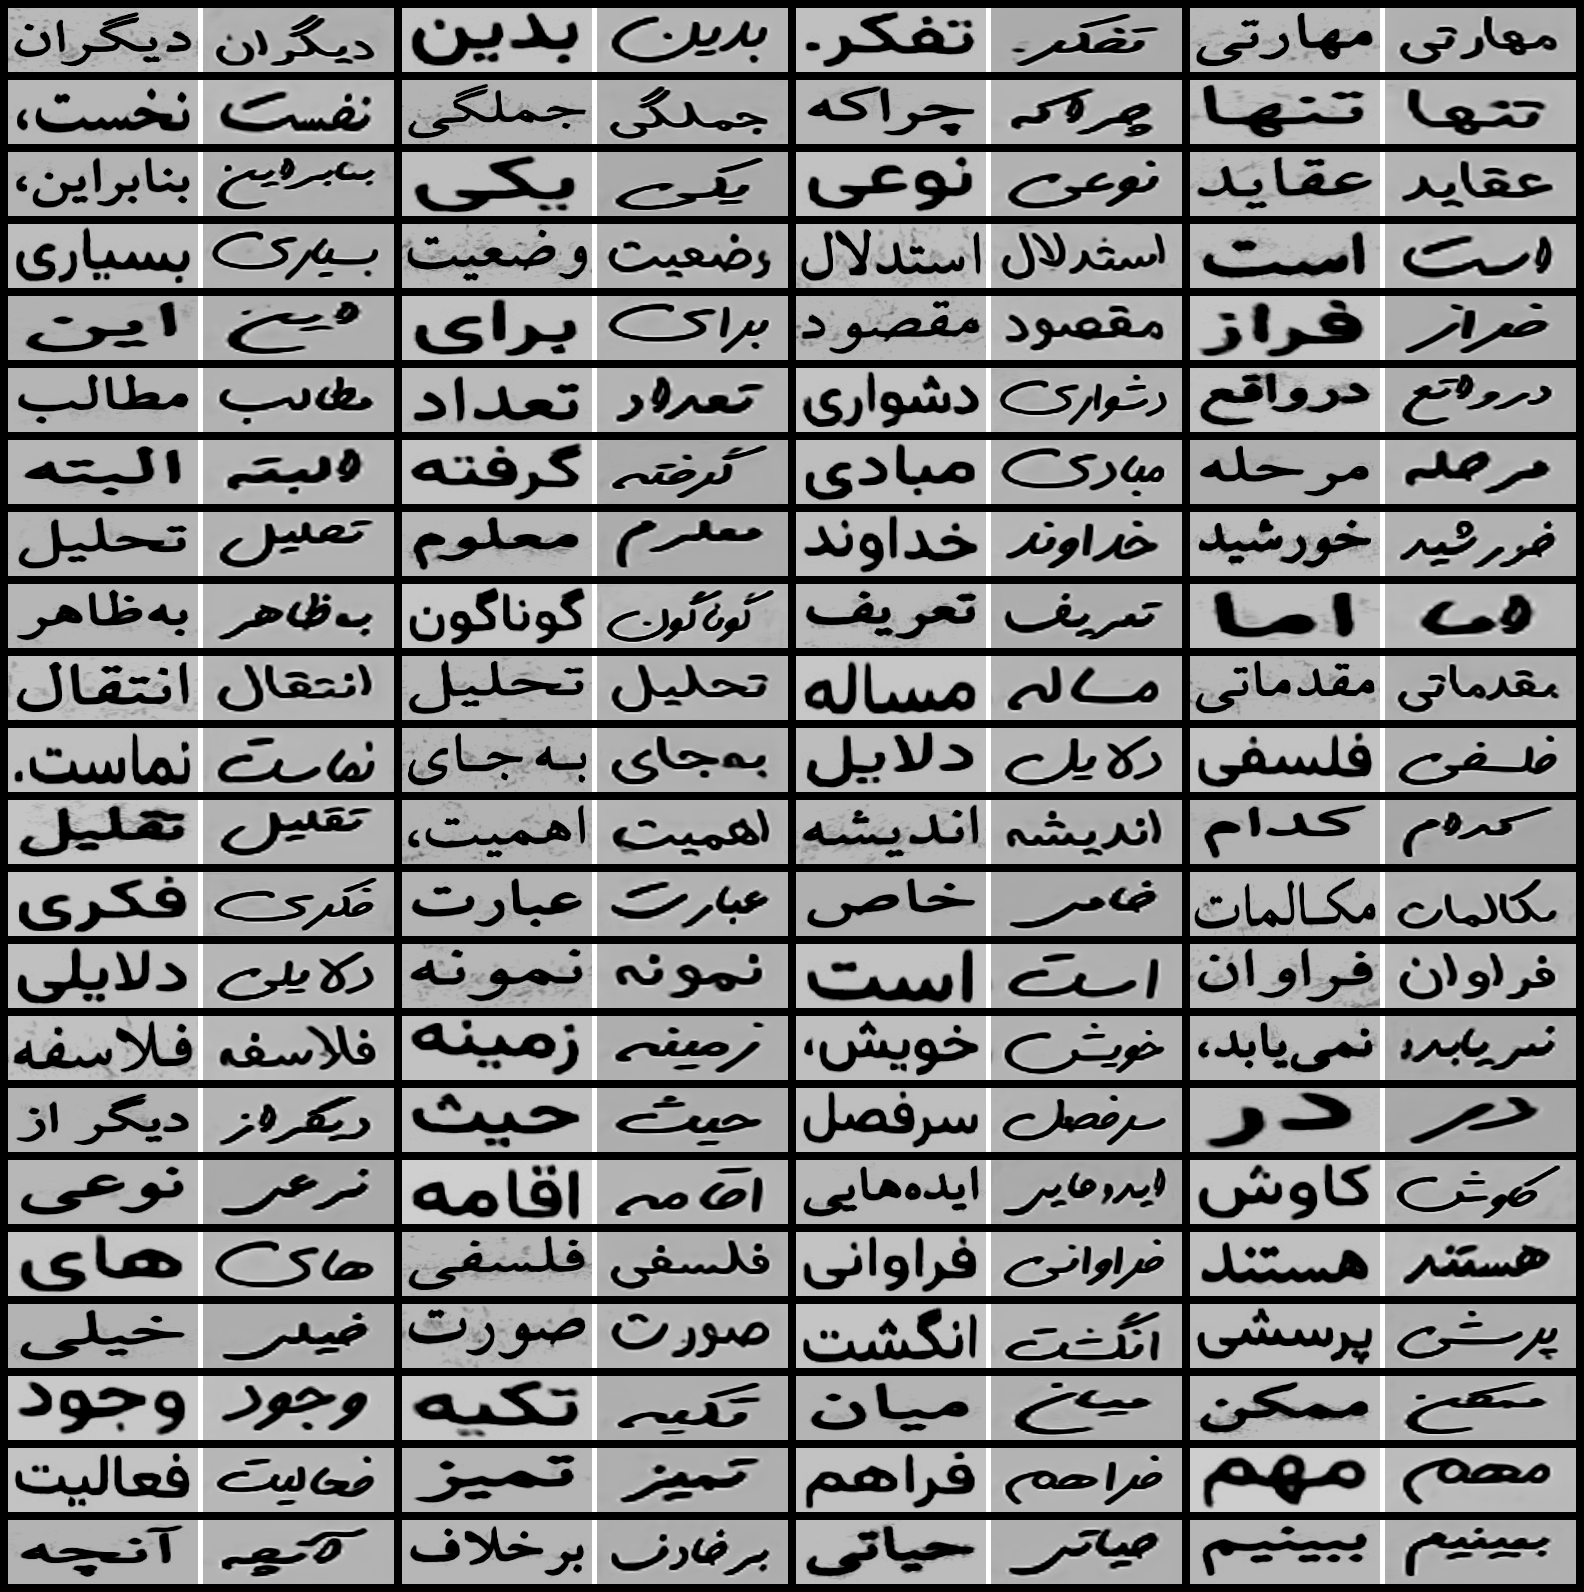 مهارتی مهارتی تفکر. تفکر. بدین بدین دیگران دیگران
تنها تنها چراکه چراکه جملگی جملگی نخست نخست،
عقاید عقاید نوعی نوعی یکی یکی بنابراین بنابراین،
است است استدلال استدلال وضعیت وضعیت بسیاری بسیاری
فراز فراز مقصود مقصود برای برای این این
درواقع درواقع دشواری دشواری تعداد تعداد مطالب مطالب
مرحله مرحله مبادی مبادی گرفته گرفته البته البته
خورشید خورشید خداوند خداوند معلوم معلوم تحلیل تحلیل
اما اما تعریف تعریف گوناگون گوناگون به‌ظاهر به‌ظاهر
مقدماتی مقدماتی مساله مساله تحلیل تحلیل انتقال انتقال
فلسفی فلسفی دلایل دلایل به‌جای به‌جای نماست نماست.
کدام کدام اندیشه اندیشه اهمیت اهمیت، تقلیل تقلیل
مکالمات مکالمات خاص خاص عبارت عبارت فکری فکری
فراوان فراوان است است نمونه نمونه دلایلی دلایلی
نمی‌یابد، نمی‌یابد، خویش خویش، زمینه زمینه فلاسفه فلاسفه
در در سرفصل سرفصل حیث حیث دیگر از دیگر از
کاوش کاوش ایده‌هایی ایده‌هایی اقامه اقامه نوعی نوعی
هستند هستند فراوانی فراوانی فلسفی فلسفی های های
پرسشی پرسشی انگشت انگشت صورت صورت خیلی خیلی
ممکن ممکن میان میان تکیه تکیه وجود وجود
مهم مهم فراهم فراهم تمیز تمیز فعالیت فعالیت
ببینیم ببینیم حیاتی حیاتی برخلاف برخلاف آنچه آنچه